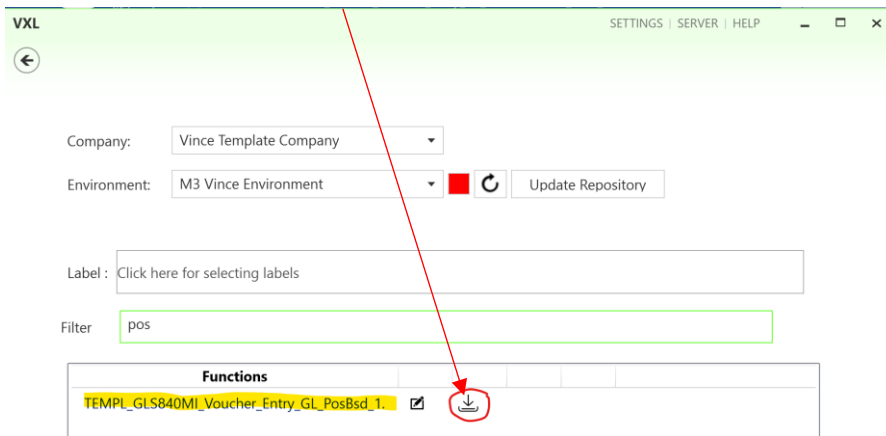 VXL SETTINGS | SERVER | HELP
Company: Vince Template Company
Environment: M3 Vince Environment Update Repository
Label : Click here for selecting labels
Filter pos
Functions
TEMPL_GLS840MI_Voucher_Entry_GL_PosBsd_1.